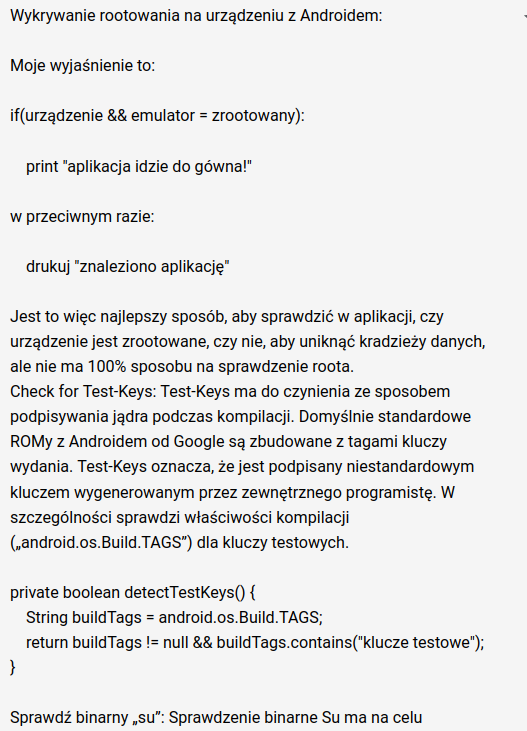 Wykrywanie rootowania na urządzeniu z Androidem:
Moje wyjaśnienie to:
if(urządzenie && emulator = zrootowany):
print "aplikacja idzie do gówna!"
w przeciwnym razie:
drukuj "znaleziono aplikację"
Jest to więc najlepszy sposób, aby sprawdzić w aplikacji, czy
urządzenie jest zrootowane, czy nie, aby uniknąć kradzieży danych,
ale nie ma 100% sposobu na sprawdzenie roota.
Check for Test-Keys: Test-Keys ma do czynienia ze sposobem
podpisywania jądra podczas kompilacji. Domyślnie standardowe
ROMy z Androidem od Google są zbudowane z tagami kluczy
wydania. Test-Keys oznacza, że jest podpisany niestandardowym
kluczem wygenerowanym przez zewnętrznego programistę. W
szczególności sprawdzi właściwości kompilacji
(„android.os.Build.TAGS”) dla kluczy testowych.
private boolean detectTestKeys() {
String buildTags = android.os.Build.TAGS;
return buildTags != null && buildTags.contains("klucze testowe");
}
Sprawdź binarny „su”: Sprawdzenie binarne Su ma na celu